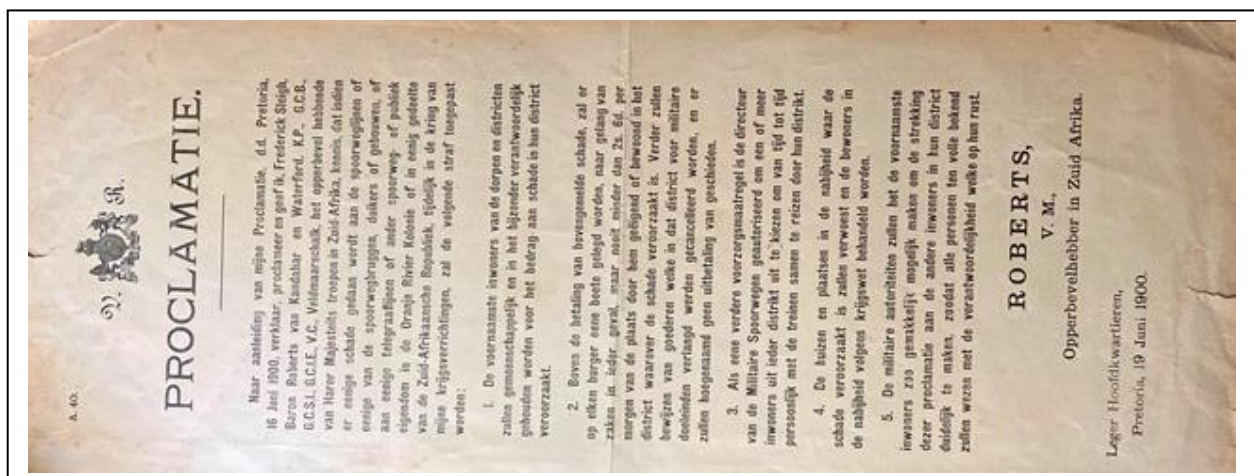 A. 40.
V. R.
PROCLAMATIE.
Naar aanleiding van mijne Proclamatie, d.d. Pretoria,
16 Juni 1900, verklaar, proclameer en geef ik, Frederick Sleigh,
Baron Roberts van Kandahar en Waterford, K.P., G.C.B.,
G.C.S.I., G.C.I.E., V.C., Veldmaarschalk, het opperbevel hebbende
van Harer Majesteits troepen in Zuid-Afrika, kennis, dat indien
er eenige schade gedaan wordt aan de spoorweglijnen of
eenige van de spoorwegbruggen, duikers of gebouwen, of
aan eenige telegraaflijnen of ander spoorweg- of publiek
eigendom in de Oranje Rivier Kolonie of in eenig gedeelte
van de Zuid-Afrikaansche Republiek, tijdelijk in de kring van
mijne krijgsverrichtingen, zal de volgende straf toegepast
worden:
1. De voornaamste inwoners van de dorpen en districten
zullen gemeenschappelijk en in het bijzonder verantwoordelijk
gehouden worden voor het bedrag aan schade in hun district
veroorzaakt.
2. Boven de betaling van bovengemelde schade, zal er
op elken burger eene boete gelegd worden, naar gelang van
zaken in ieder geval, maar nooit minder dan 2s. 6d. per
morgen van de plaats door hem geëigend of bewoond in het
district waarover de schade veroorzaakt is. Verder zullen
bewijzen van goederen welke in dat district voor militaire
doeleinden verlangd werden gecancelleerd worden, en er
zullen hoegenaamd geen uitbetaling van geschieden.
3. Als eene verdere voorzorgsmaatregel is de directeur
van de Militaire Spoorwegen geautoriseerd om een of meer
inwoners uit ieder distrikt uit te kiezen om van tijd tot tijd
persoonlijk met de treinen samen te reizen door hun distrikt.
4. De huizen en plaatsen in de nabijheid waar de
schade veroorzaakt is zullen verwoest en de bewoners in
de nabijheid volgens krijgswet behandeld worden.
5. De militaire autoriteiten zullen het de voornaamste
inwoners zoo gemakkelijk mogelijk maken om de strekking
dezer proclamatie aan de andere inwoners in hun district
duidelijk te maken, zoodat alle personen ten volle bekend
zullen wezen met de verantwoordelijkheid welke op hun rust.
ROBERTS,
V. M.,
Opperbevelhebber in Zuid Afrika.
Leger Hoofdkwartieren,
Pretoria, 19 Juni 1900.